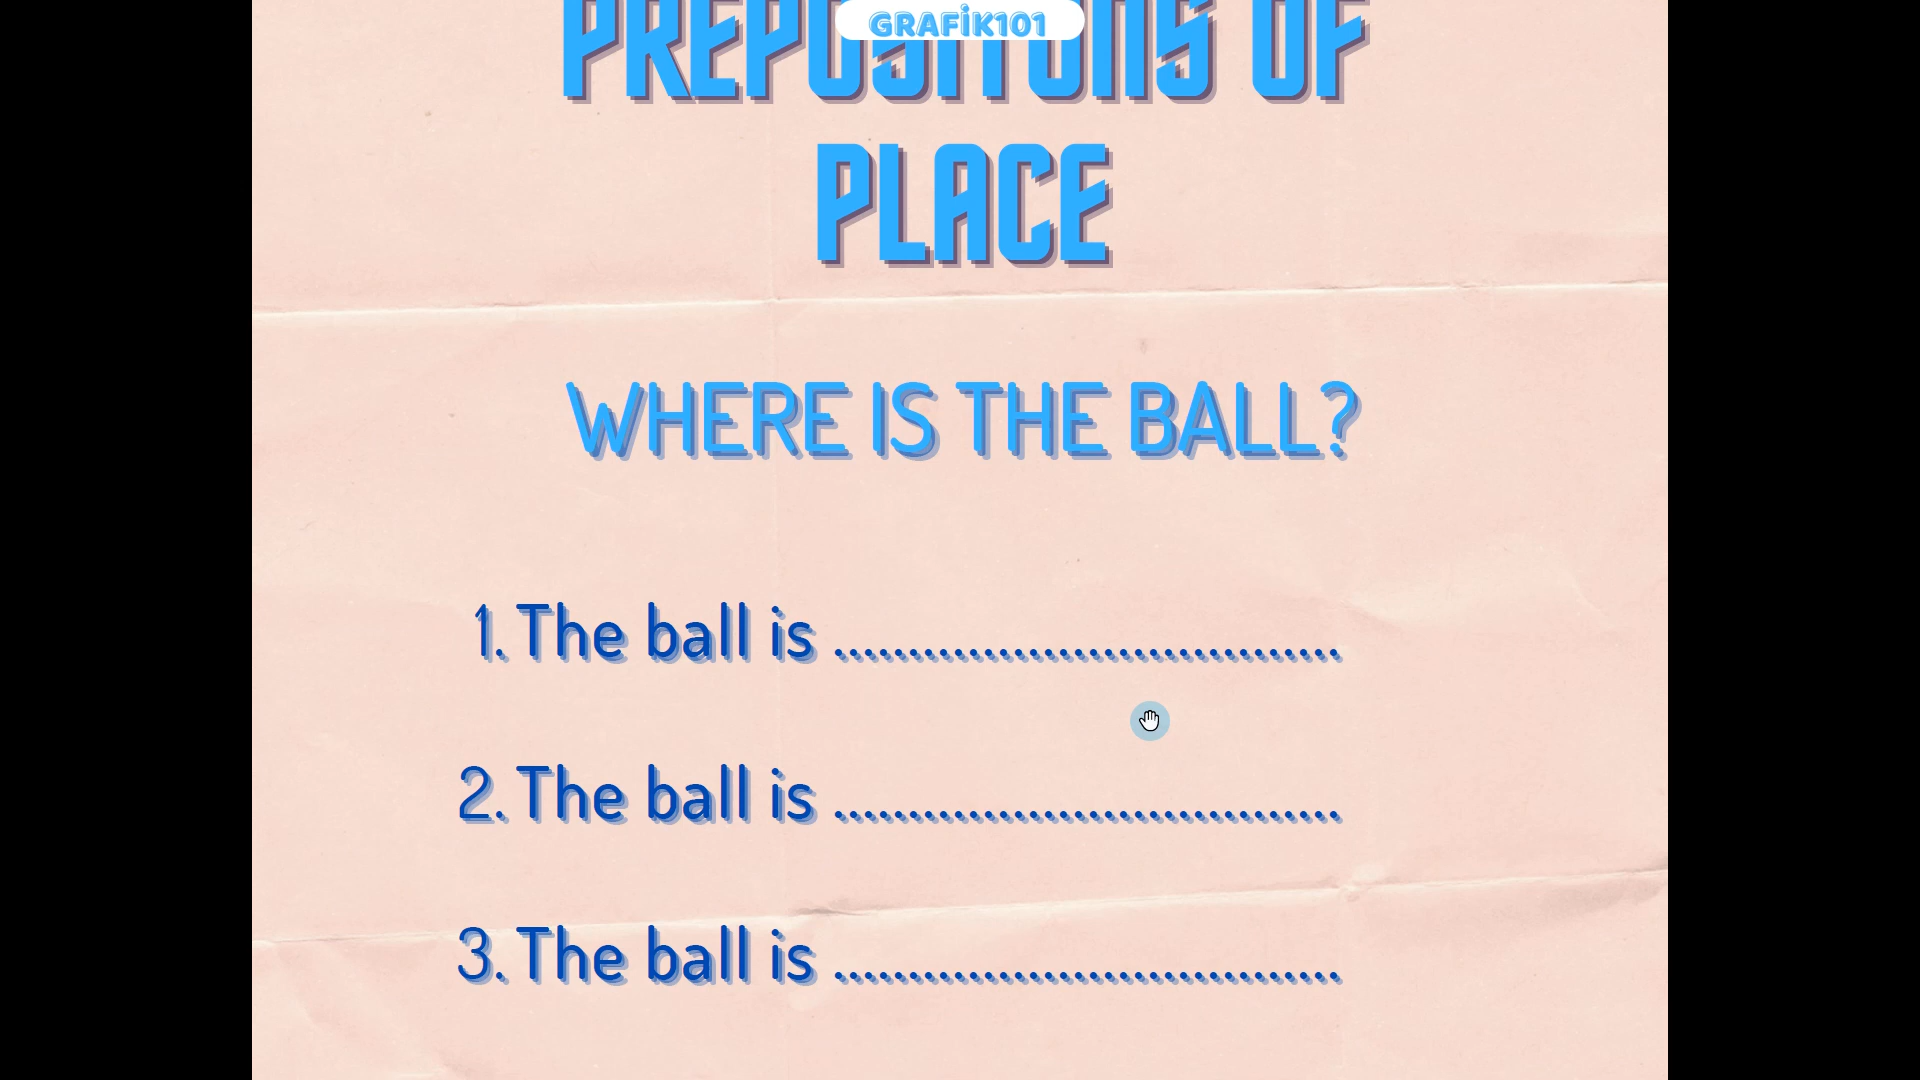 GRAFİK101
PREPOSITONS OF
PLACE
WHERE IS THE BALL?
1. The ball is .................................
2. The ball is .................................
3. The ball is .................................